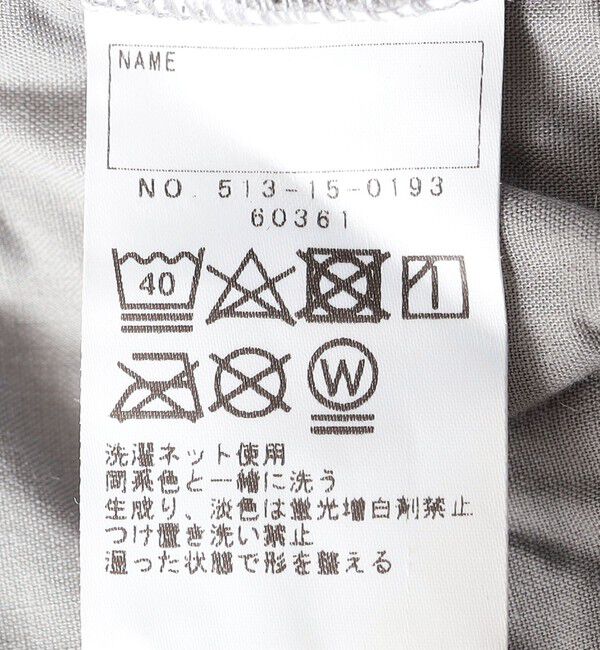 NAME
NO. 513-15-0193
60361
40
W
洗濯ネット使用
同系色と一緒に洗う
生成り、淡色は蛍光増白剤禁止
つけ置き洗い禁止
湿った状態で形を整える